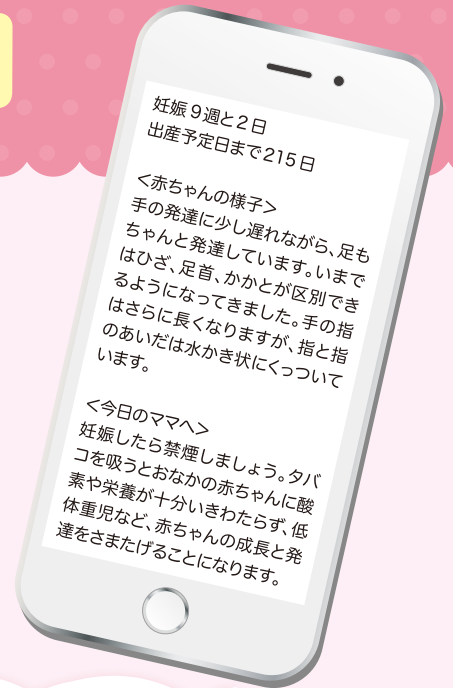 妊娠9週と2日
出産予定日まで215日
<赤ちゃんの様子>
手の発達に少し遅れながら、足も
ちゃんと発達しています。いまで
はひざ、足首、かかとが区別でき
るようになってきました。手の指
はさらに長くなりますが、指と指
のあいだは水かき状にくっついて
います。
<今日のママへ>
妊娠したら禁煙しましょう。タバ
コを吸うとおなかの赤ちゃんに酸
素や栄養が十分いきわたらず、低
体重児など、赤ちゃんの成長と発
達をさまたげることになります。